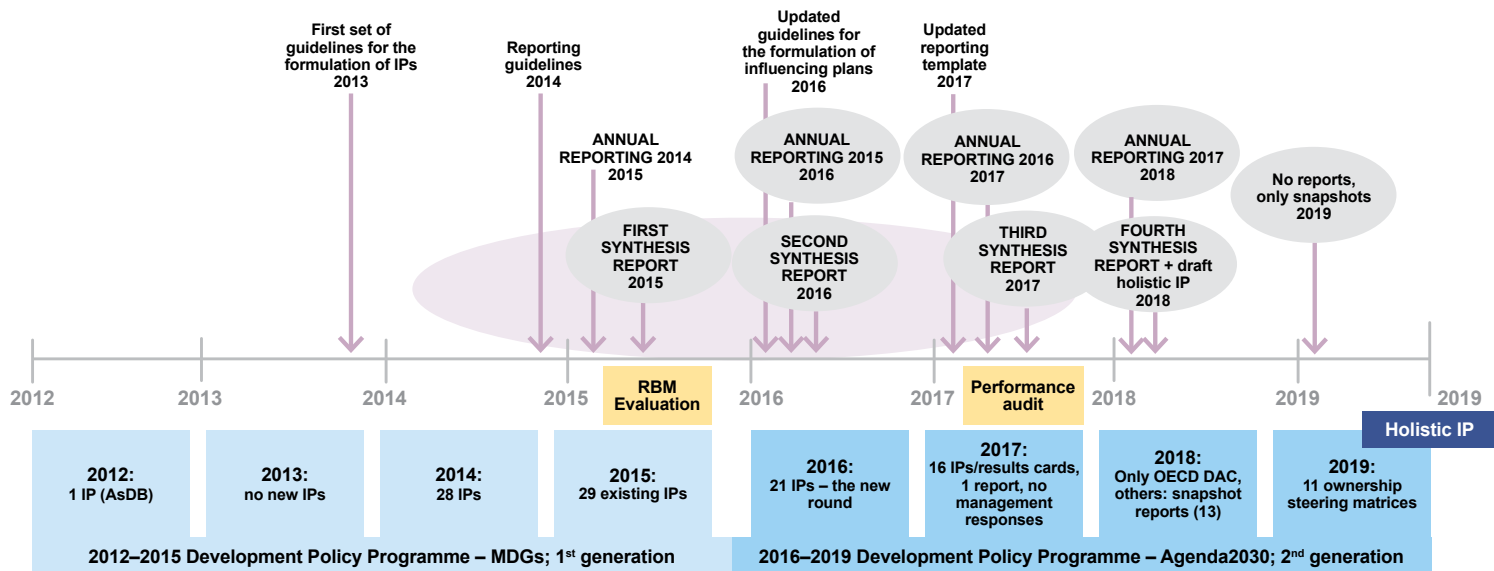 First set of
guidelines for the
formulation of IPs
2013
Reporting
guidelines
2014
Updated
guidelines for
the formulation of
influencing plans
2016
Updated
reporting
template
2017
ANNUAL
REPORTING 2014
2015
ANNUAL
REPORTING 2015
2016
ANNUAL
REPORTING 2016
2017
ANNUAL
REPORTING 2017
2018
No reports,
only snapshots
2019
FIRST
SYNTHESIS
REPORT
2015
SECOND
SYNTHESIS
REPORT
2016
THIRD
SYNTHESIS
REPORT
2017
FOURTH
SYNTHESIS
REPORT + draft
holistic IP
2018
2012
2013
2014
2015
RBM
Evaluation
2016
2017
Performance
audit
2018
2019
2019
Holistic IP
2012:
1 IP (AsDB)
2013:
no new IPs
2014:
28 IPs
2015:
29 existing IPs
2016:
21 IPs – the new
round
2017:
16 IPs/results cards,
1 report, no
management
responses
2018:
Only OECD DAC,
others: snapshot
reports (13)
2019:
11 ownership
steering matrices
2012–2015 Development Policy Programme – MDGs; 1st generation
2016–2019 Development Policy Programme – Agenda2030; 2nd generation